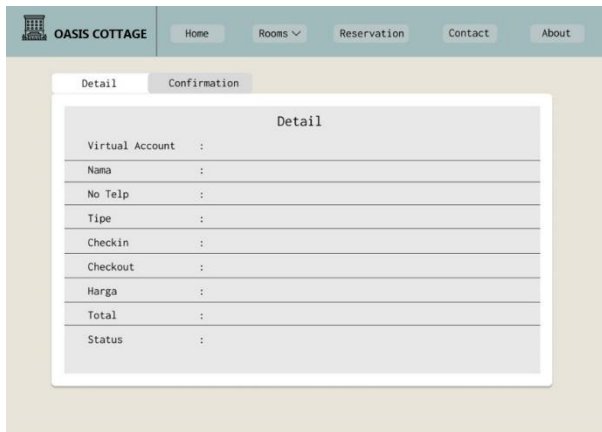 OASIS COTTAGE Home Rooms Reservation Contact About
Detail Confirmation
Detail
Virtual Account :
Nama :
No Telp :
Tipe :
Checkin :
Checkout :
Harga :
Total :
Status :